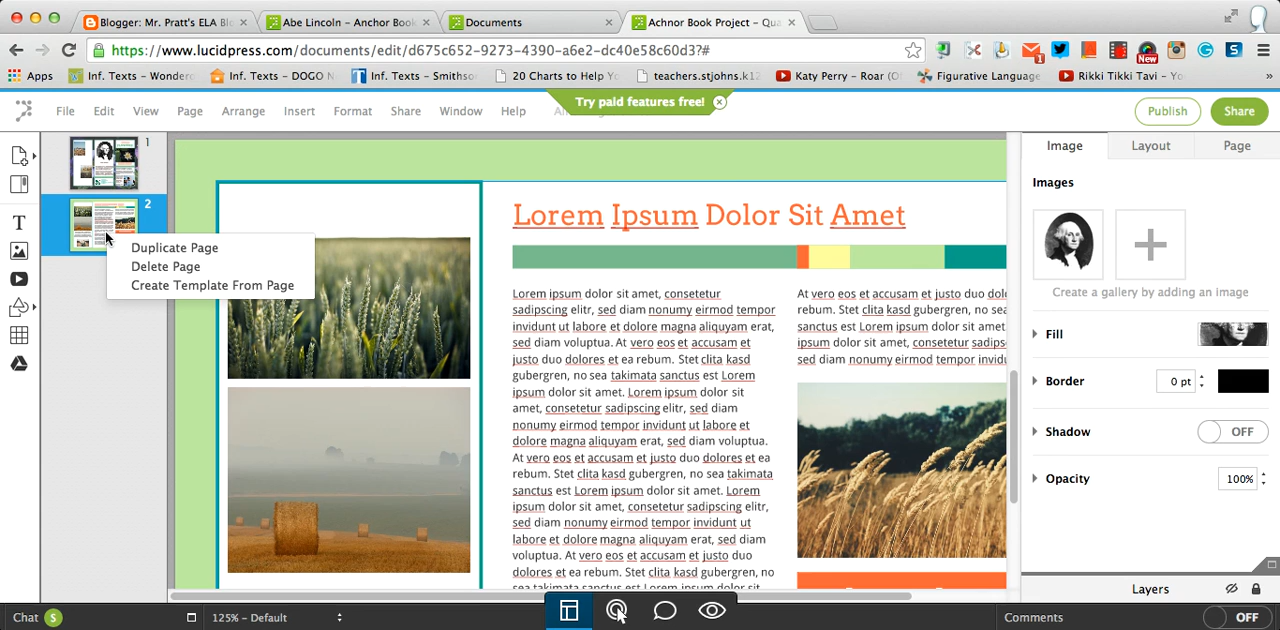 Blogger: Mr. Pratt's ELA Bl
Abe Lincoln – Anchor Book
Documents
Achnor Book Project – Qua
https://www.lucidpress.com/documents/edit/d675c652-9273-4390-a6e2-dc40e58c60d3?#
1
New
Apps
Inf. Texts – Wonder
Inf. Texts – DOGO N
Inf. Texts – Smithso
20 Charts to Help Yo
teachers.stjohns.k12
Katy Perry – Roar (O
Figurative Language
Rikki Tikki Tavi – Yo
»
File Edit View Page Arrange Insert Format Share Window Help
Try paid features free!
Publish
Share
1
2
Duplicate Page
Delete Page
Create Template From Page
Lorem Ipsum Dolor Sit Amet
Lorem ipsum dolor sit amet, consetetur
sadipscing elitr, sed diam nonumy eirmod tempor
invidunt ut labore et dolore magna aliquyam erat,
sed diam voluptua. At vero eos et accusam et
justo duo dolores et ea rebum. Stet clita kasd
gubergren, no sea takimata sanctus est Lorem
ipsum dolor sit amet. Lorem ipsum dolor sit
amet, consetetur sadipscing elitr, sed diam
nonumy eirmod tempor invidunt ut labore et
dolore magna aliquyam erat, sed diam voluptua.
At vero eos et accusam et justo duo dolores et ea
rebum. Stet clita kasd gubergren, no sea takimata
sanctus est Lorem ipsum dolor sit amet. Lorem
ipsum dolor sit amet, consetetur sadipscing elitr,
sed diam nonumy eirmod tempor invidunt ut
labore et dolore magna aliquyam erat, sed diam
voluptua. At vero eos et accusam et justo duo
dolores et ea rebum. Stet clita kasd gubergren, no
At vero eos et accusam et justo duo dol
rebum. Stet clita kasd gubergren, no sea
sanctus est Lorem ipsum dolor sit amet.
ipsum dolor sit amet, consetetur sadips
sed diam nonumy eirmod tempor invidu
Image
Layout
Page
Images
Create a gallery by adding an image
Fill
Border
0 pt
Shadow
OFF
Opacity
100%
Layers
Chat
S
125% – Default
Comments
OFF